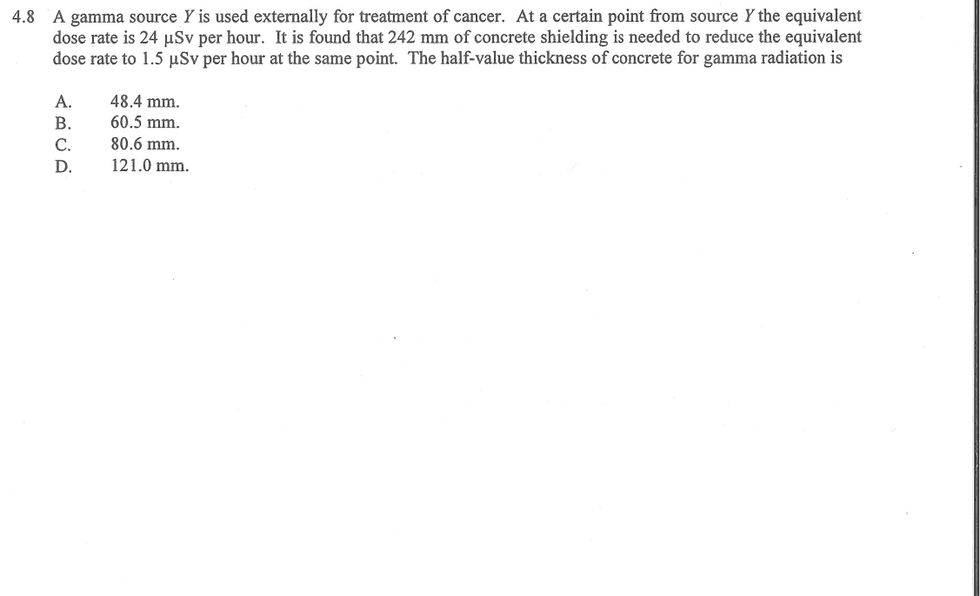 4.8 A gamma source Y is used externally for treatment of cancer. At a certain point from source Y the equivalent
dose rate is 24 μSv per hour. It is found that 242 mm of concrete shielding is needed to reduce the equivalent
dose rate to 1.5 μSv per hour at the same point. The half-value thickness of concrete for gamma radiation is
A. 48.4 mm.
B. 60.5 mm.
C. 80.6 mm.
D. 121.0 mm.